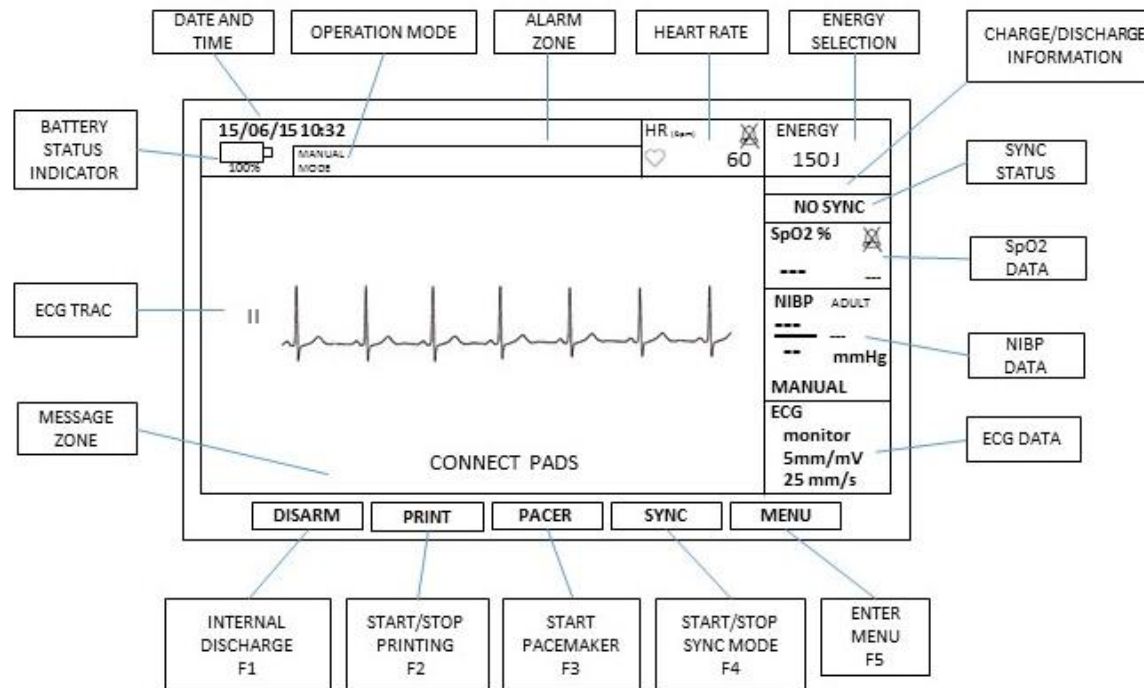 DATE AND
TIME
OPERATION MODE
ALARM
ZONE
HEART RATE
ENERGY
SELECTION
CHARGE/DISCHARGE
INFORMATION
BATTERY
STATUS
INDICATOR
15/06/15 10:32
100%
MANUAL
MODE
HR (bpm)
60
ENERGY
150 J
SYNC
STATUS
NO SYNC
SpO2 %
---
---
SpO2
DATA
ECG TRAC
II
NIBP ADULT
---
---
--
mmHg
MANUAL
NIBP
DATA
MESSAGE
ZONE
ECG
monitor
5mm/mV
25 mm/s
ECG DATA
CONNECT PADS
DISARM
PRINT
PACER
SYNC
MENU
INTERNAL
DISCHARGE
F1
START/STOP
PRINTING
F2
START
PACEMAKER
F3
START/STOP
SYNC MODE
F4
ENTER
MENU
F5